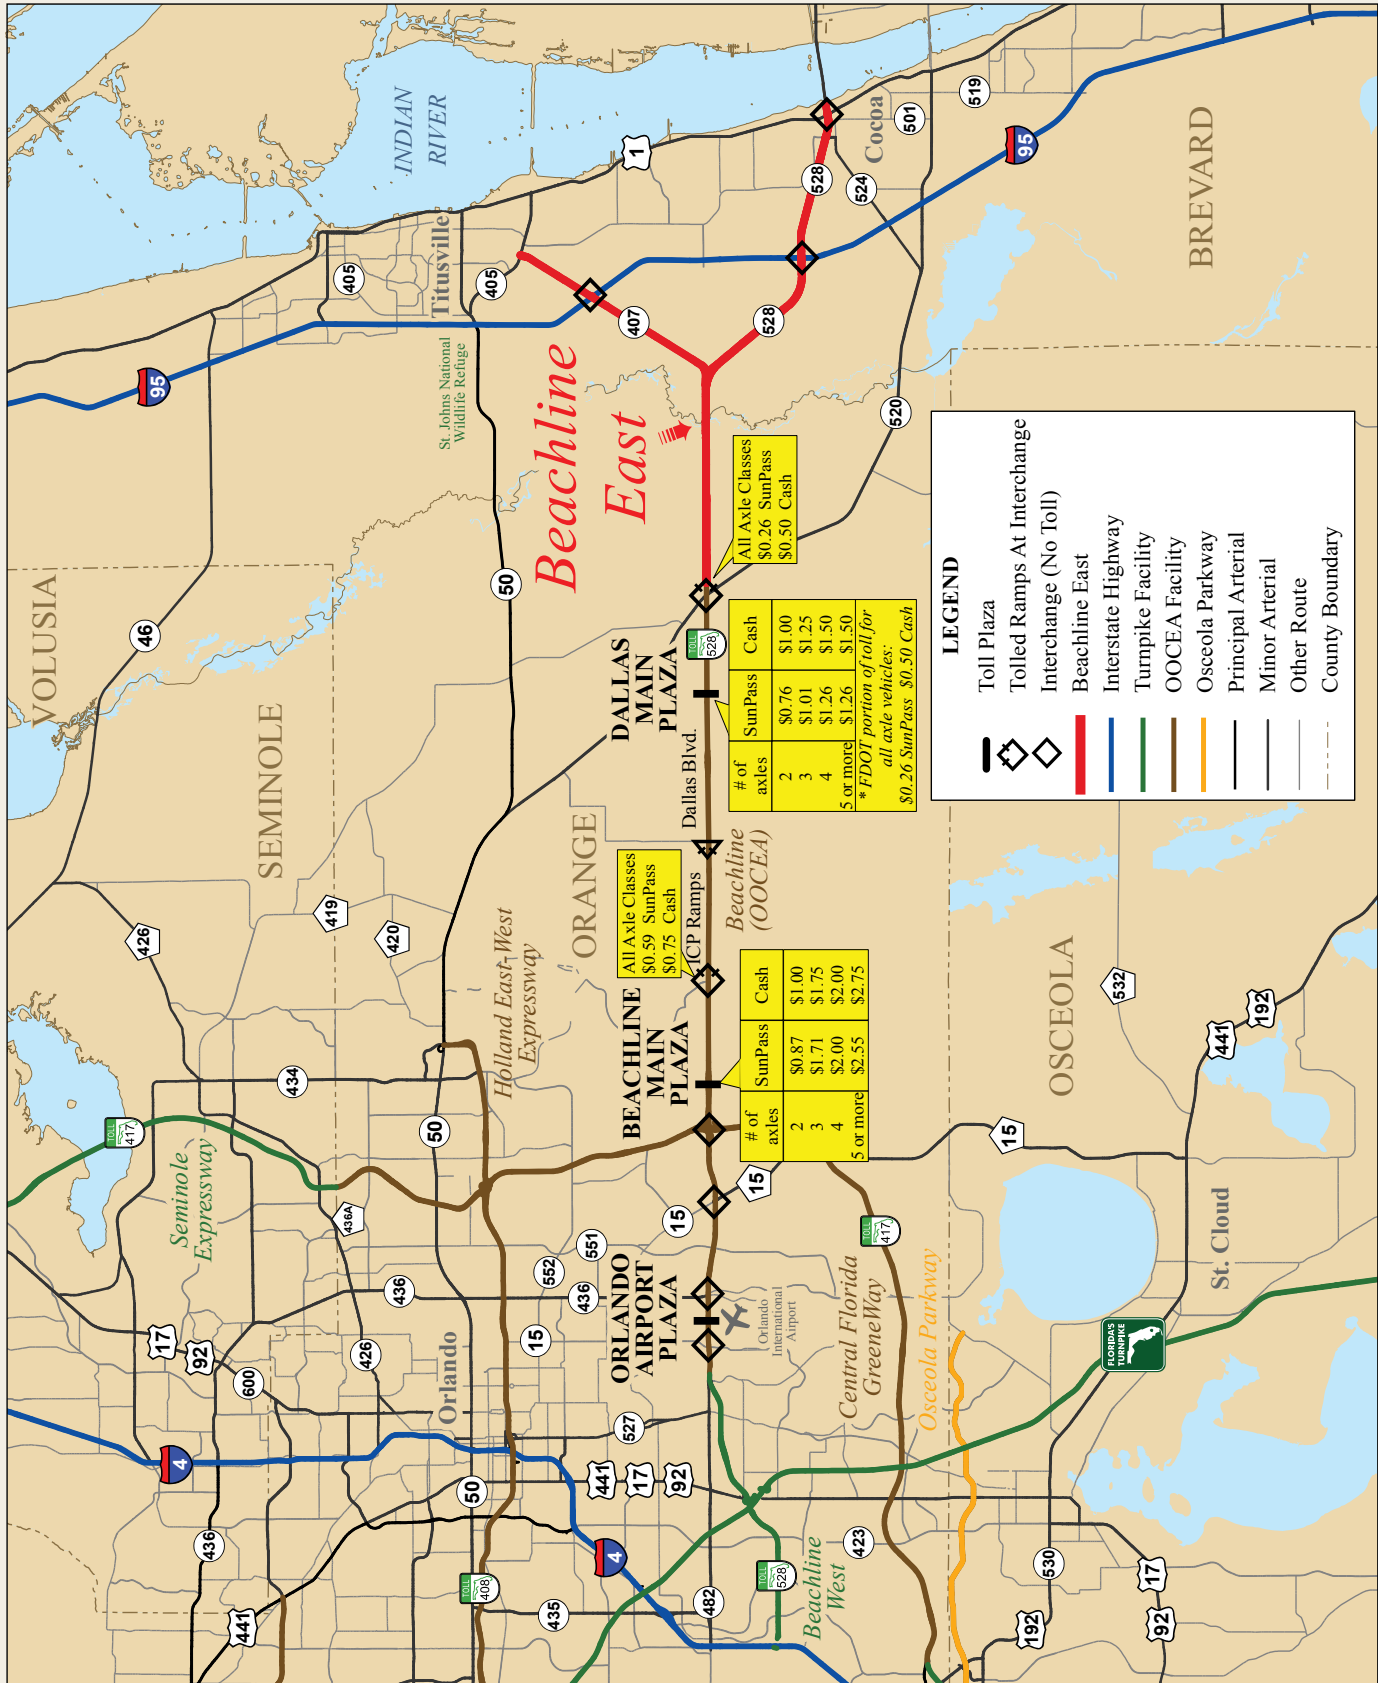 VOLUSIA
SEMINOLE
ORANGE
OSCEOLA
BREVARD
INDIAN
RIVER
Titusville
Cocoa
Orlando
St. Cloud
St. Johns National
Wildlife Refuge
Beachline
East
Holland East-West
Expressway
Seminole
Expressway
Central Florida
GreeneWay
Osceola Parkway
Beachline
West
Beachline
(OOCEA)
Orlando
International
Airport
ORLANDO
AIRPORT
PLAZA
BEACHLINE
MAIN
PLAZA
DALLAS
MAIN
PLAZA
ICP Ramps
Dallas Blvd.
# of
axles SunPass Cash
2 $0.87 $1.00
3 $1.71 $1.75
4 $2.00 $2.00
5 or more $2.55 $2.75
All Axle Classes
$0.59 SunPass
$0.75 Cash
# of
axles SunPass Cash
2 $0.76 $1.00
3 $1.01 $1.25
4 $1.26 $1.50
5 or more $1.26 $1.50
* FDOT portion of toll for
all axle vehicles:
$0.26 SunPass $0.50 Cash
All Axle Classes
$0.26 SunPass
$0.50 Cash
LEGEND
Toll Plaza
Tolled Ramps At Interchange
Interchange (No Toll)
Beachline East
Interstate Highway
Turnpike Facility
OOCEA Facility
Osceola Parkway
Principal Arterial
Minor Arterial
Other Route
County Boundary
FLORIDA'S
TURNPIKE
TOLL
417
TOLL
417
TOLL
408
TOLL
528
TOLL
528
4
4
95
95
1
17
92
600
441
436
436
436
436A
426
426
434
419
420
46
50
50
50
405
405
407
528
528
524
520
501
519
15
15
15
15
551
552
527
441
17
92
435
482
423
530
192
17
92
441
192
532